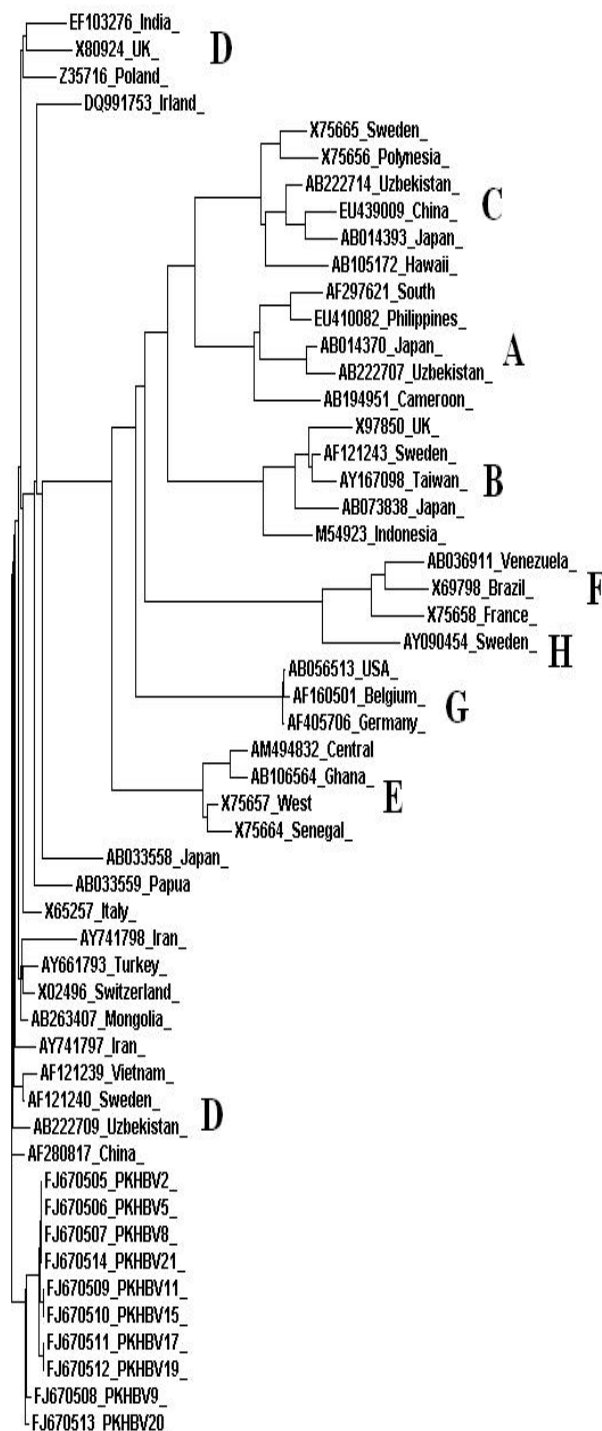 EF103276_India_
X80924_UK_
D
Z35716_Poland_
DQ991753_Irland_
X75665_Sweden_
X75656_Polynesia_
AB222714_Uzbekistan_
C
EU439009_China_
AB014393_Japan_
AB105172_Hawaii_
AF297621_South
EU410082_Philippines_
AB014370_Japan_
A
AB222707_Uzbekistan_
AB194951_Cameroon_
X97850_UK_
AF121243_Sweden_
AY167098_Taiwan_
B
AB073838_Japan_
M54923_Indonesia_
AB036911_Venezuela_
X69798_Brazil_
F
X75658_France_
AY090454_Sweden_
H
AB056513_USA_
AF160501_Belgium_
G
AF405706_Germany_
AM494832_Central
AB106564_Ghana_
E
X75657_West
X75664_Senegal_
AB033558_Japan_
AB033559_Papua
X65257_Italy_
AY741798_Iran_
AY661793_Turkey_
X02496_Switzerland_
AB263407_Mongolia_
AY741797_Iran_
AF121239_Vietnam_
AF121240_Sweden_
D
AB222709_Uzbekistan_
AF280817_China_
FJ670505_PKHBV2_
FJ670506_PKHBV5_
FJ670507_PKHBV8_
FJ670514_PKHBV21_
FJ670509_PKHBV11_
FJ670510_PKHBV15_
FJ670511_PKHBV17_
FJ670512_PKHBV19_
FJ670508_PKHBV9_
FJ670513_PKHBV20